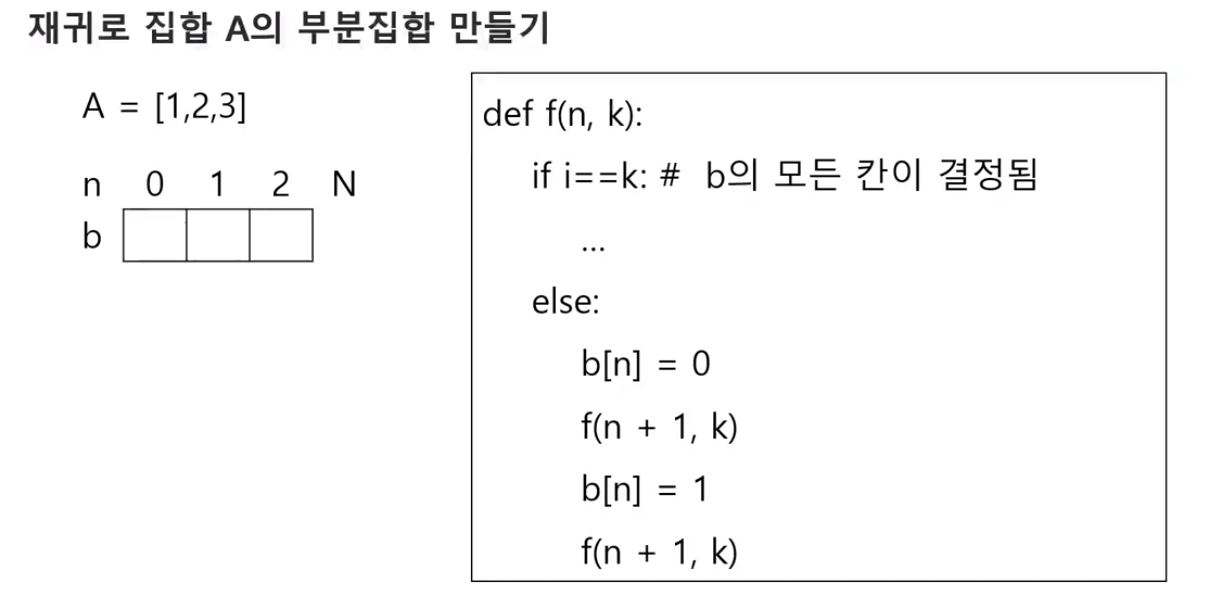 재귀로 집합 A의 부분집합 만들기
A = [1,2,3]
n 0 1 2 N
b
def f(n, k):
if i==k: # b의 모든 칸이 결정됨
...
else:
b[n] = 0
f(n + 1, k)
b[n] = 1
f(n + 1, k)